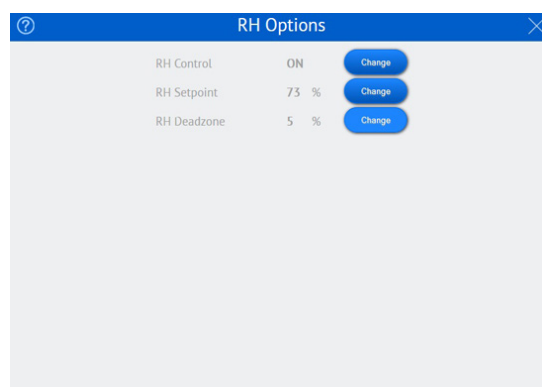 RH Options
RH Control ON Change
RH Setpoint 73 % Change
RH Deadzone 5 % Change